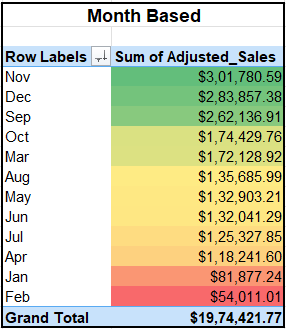 Month Based
Row Labels Sum of Adjusted_Sales
Nov $3,01,780.59
Dec $2,83,857.38
Sep $2,62,136.91
Oct $1,74,429.76
Mar $1,72,128.92
Aug $1,35,685.99
May $1,32,903.21
Jun $1,32,041.29
Jul $1,25,327.85
Apr $1,18,241.60
Jan $81,877.24
Feb $54,011.01
Grand Total $19,74,421.77